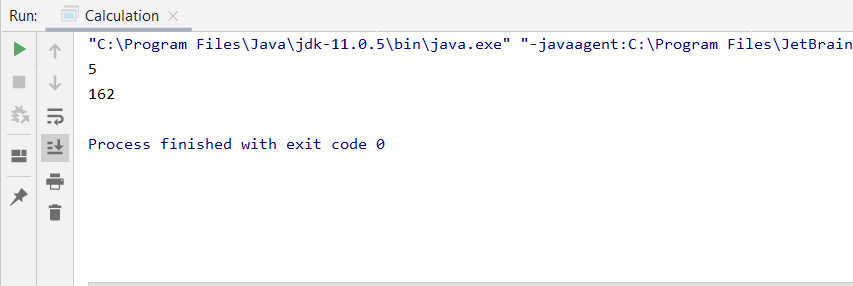 Run: Calculation
"C:\Program Files\Java\jdk-11.0.5\bin\java.exe" "-javaagent:C:\Program Files\JetBrain
5
162
Process finished with exit code 0